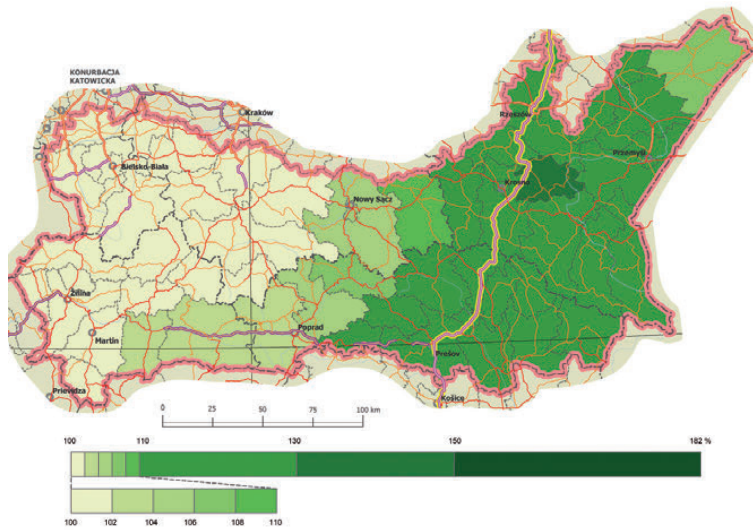 KONURBACJA
KATOWICKA
Kraków
Rzeszów
Bielsko-Biała
Przemyśl
Krosno
Nowy Sącz
Žilina
Martin
Poprad
Prešov
Prievidza
Košice
0 25 50 75 100 km
100 110 130 150 182 %
100 102 104 106 108 110